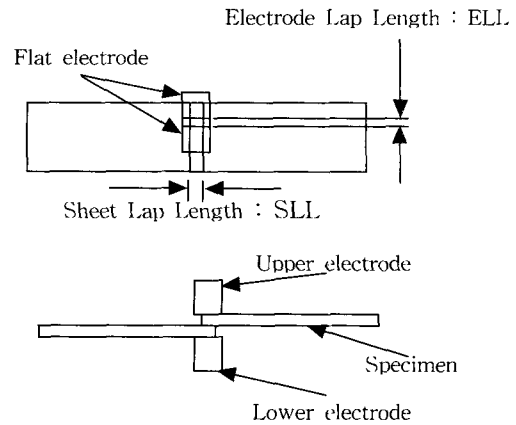 Electrode Lap Length : ELL
Flat electrode
Sheet Lap Length : SLL
Upper electrode
Specimen
Lower electrode